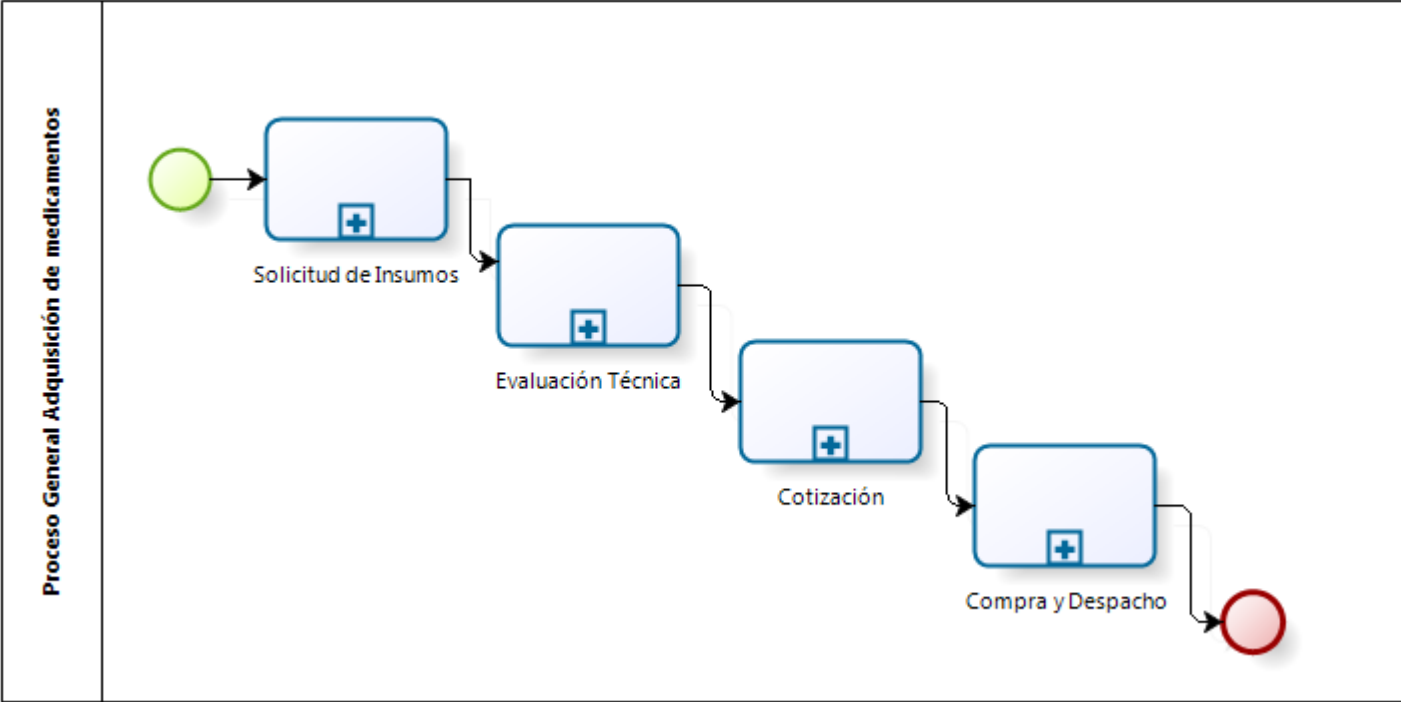 Proceso General Adquisición de medicamentos
Solicitud de Insumos
Evaluación Técnica
Cotización
Compra y Despacho